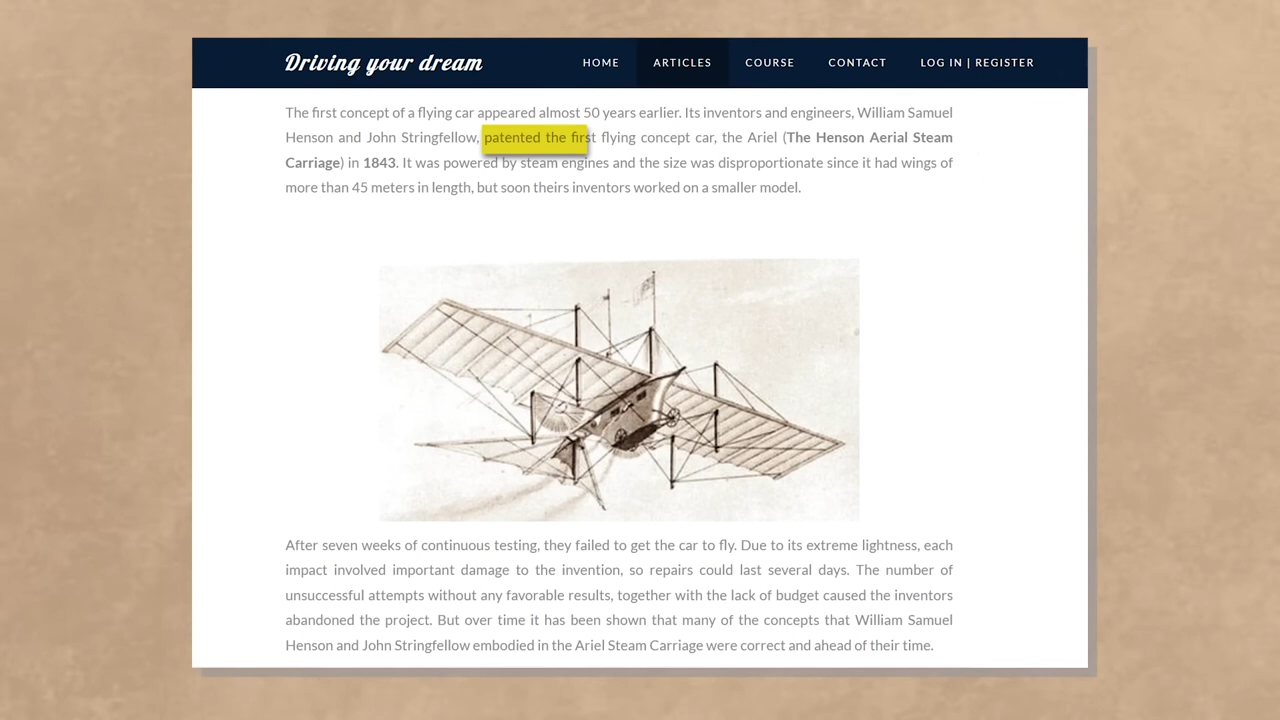 Driving your dream HOME ARTICLES COURSE CONTACT LOG IN | REGISTER
The first concept of a flying car appeared almost 50 years earlier. Its inventors and engineers, William Samuel
Henson and John Stringfellow, patented the first flying concept car, the Ariel (The Henson Aerial Steam
Carriage) in 1843. It was powered by steam engines and the size was disproportionate since it had wings of
more than 45 meters in length, but soon theirs inventors worked on a smaller model.
After seven weeks of continuous testing, they failed to get the car to fly. Due to its extreme lightness, each
impact involved important damage to the invention, so repairs could last several days. The number of
unsuccessful attempts without any favorable results, together with the lack of budget caused the inventors
abandoned the project. But over time it has been shown that many of the concepts that William Samuel
Henson and John Stringfellow embodied in the Ariel Steam Carriage were correct and ahead of their time.